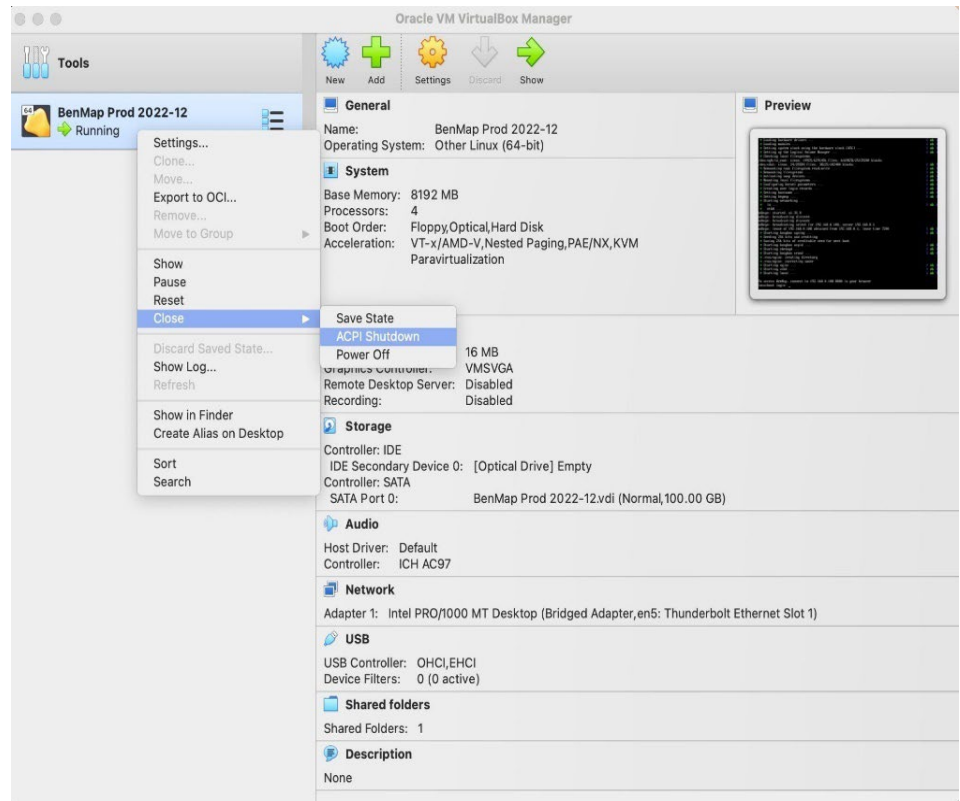 Oracle VM VirtualBox Manager
Tools
New Add Settings Discard Show
64
BenMap Prod 2022-12
Running
Settings...
Clone...
Move...
Export to OCI...
Remove...
Move to Group
Show
Pause
Reset
Close
Discard Saved State...
Show Log...
Refresh
Show in Finder
Create Alias on Desktop
Sort
Search
Save State
ACPI Shutdown
Power Off
General
Name: BenMap Prod 2022-12
Operating System: Other Linux (64-bit)
Preview
System
Base Memory: 8192 MB
Processors: 4
Boot Order: Floppy,Optical,Hard Disk
Acceleration: VT-x/AMD-V,Nested Paging,PAE/NX,KVM
Paravirtualization
16 MB
Graphics Controller: VMSVGA
Remote Desktop Server: Disabled
Recording: Disabled
Storage
Controller: IDE
IDE Secondary Device 0: [Optical Drive] Empty
Controller: SATA
SATA Port 0: BenMap Prod 2022-12.vdi (Normal,100.00 GB)
Audio
Host Driver: Default
Controller: ICH AC97
Network
Adapter 1: Intel PRO/1000 MT Desktop (Bridged Adapter,en5: Thunderbolt Ethernet Slot 1)
USB
USB Controller: OHCI,EHCI
Device Filters: 0 (0 active)
Shared folders
Shared Folders: 1
Description
None